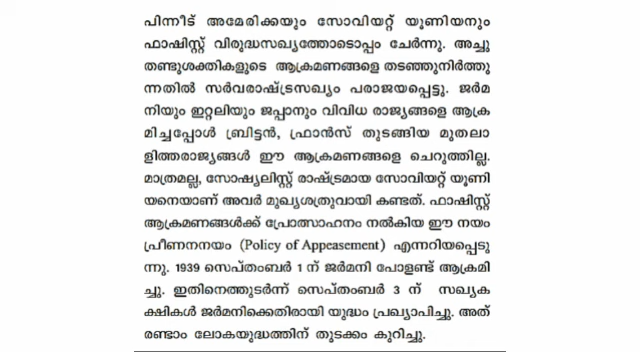 പിന്നീട് അമേരിക്കയും സോവിയറ്റ് യൂണിയനും
ഫാഷിസ്റ്റ് വിരുദ്ധസഖ്യത്തോടൊപ്പം ചേർന്നു. അച്ചു
തണ്ടുശക്തികളുടെ ആക്രമണങ്ങളെ തടഞ്ഞുനിർത്തു
ന്നതിൽ സർവരാഷ്ട്രസഖ്യം പരാജയപ്പെട്ടു. ജർമ
നിയും ഇറ്റലിയും ജപ്പാനും വിവിധ രാജ്യങ്ങളെ ആക്ര
മിച്ചപ്പോൾ ബ്രിട്ടൻ, ഫ്രാൻസ് തുടങ്ങിയ മുതലാ
ളിത്തരാജ്യങ്ങൾ ഈ ആക്രമണങ്ങളെ ചെറുത്തില്ല.
മാത്രമല്ല, സോഷ്യലിസ്റ്റ് രാഷ്ട്രമായ സോവിയറ്റ് യൂണി
യനെയാണ് അവർ മുഖ്യശത്രുവായി കണ്ടത്. ഫാഷിസ്റ്റ്
ആക്രമണങ്ങൾക്ക് പ്രോത്സാഹനം നൽകിയ ഈ നയം
പ്രീണനനയം (Policy of Appeasement) എന്നറിയപ്പെടു
ന്നു. 1939 സെപ്തംബർ 1 ന് ജർമനി പോളണ്ട് ആക്രമി
ച്ചു. ഇതിനെത്തുടർന്ന് സെപ്തംബർ 3 ന് സഖ്യക
ക്ഷികൾ ജർമനിക്കെതിരായി യുദ്ധം പ്രഖ്യാപിച്ചു. അത്
രണ്ടാം ലോകയുദ്ധത്തിന് തുടക്കം കുറിച്ചു.